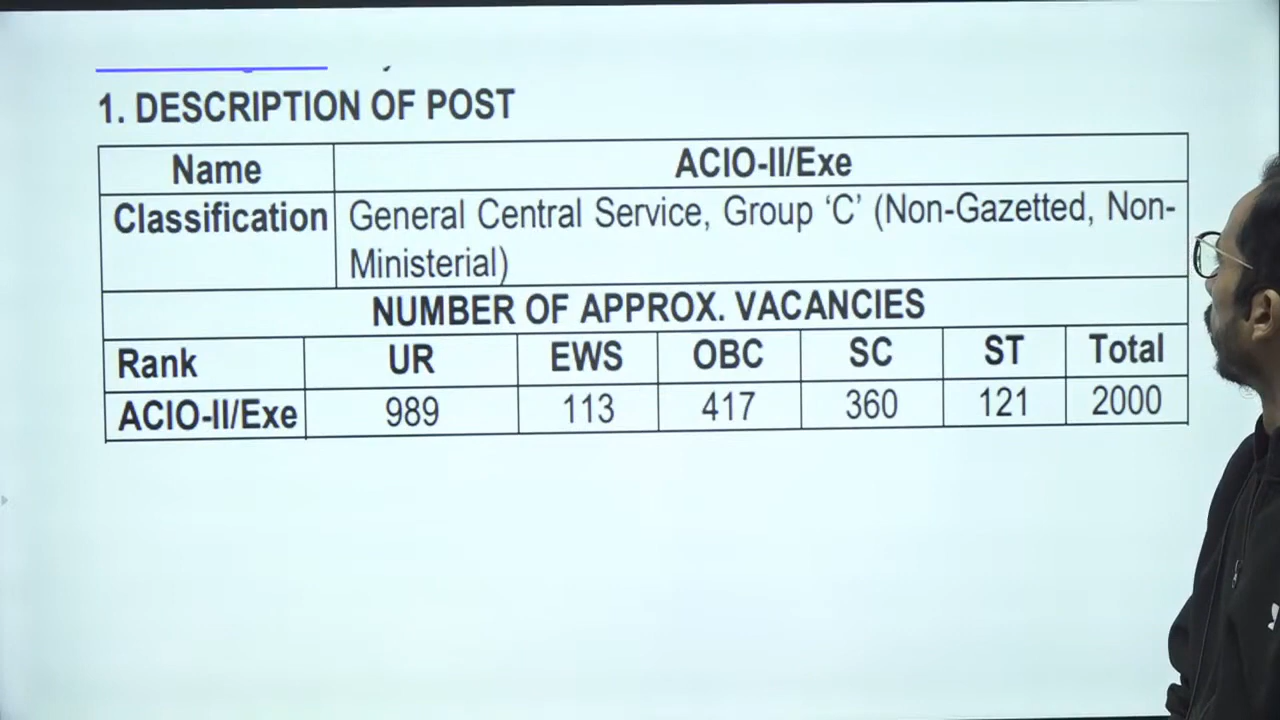 1. DESCRIPTION OF POST
Name ACIO-II/Exe
Classification General Central Service, Group ‘C’ (Non-Gazetted, Non-
Ministerial)
NUMBER OF APPROX. VACANCIES
Rank UR EWS OBC SC ST Total
ACIO-II/Exe 989 113 417 360 121 2000